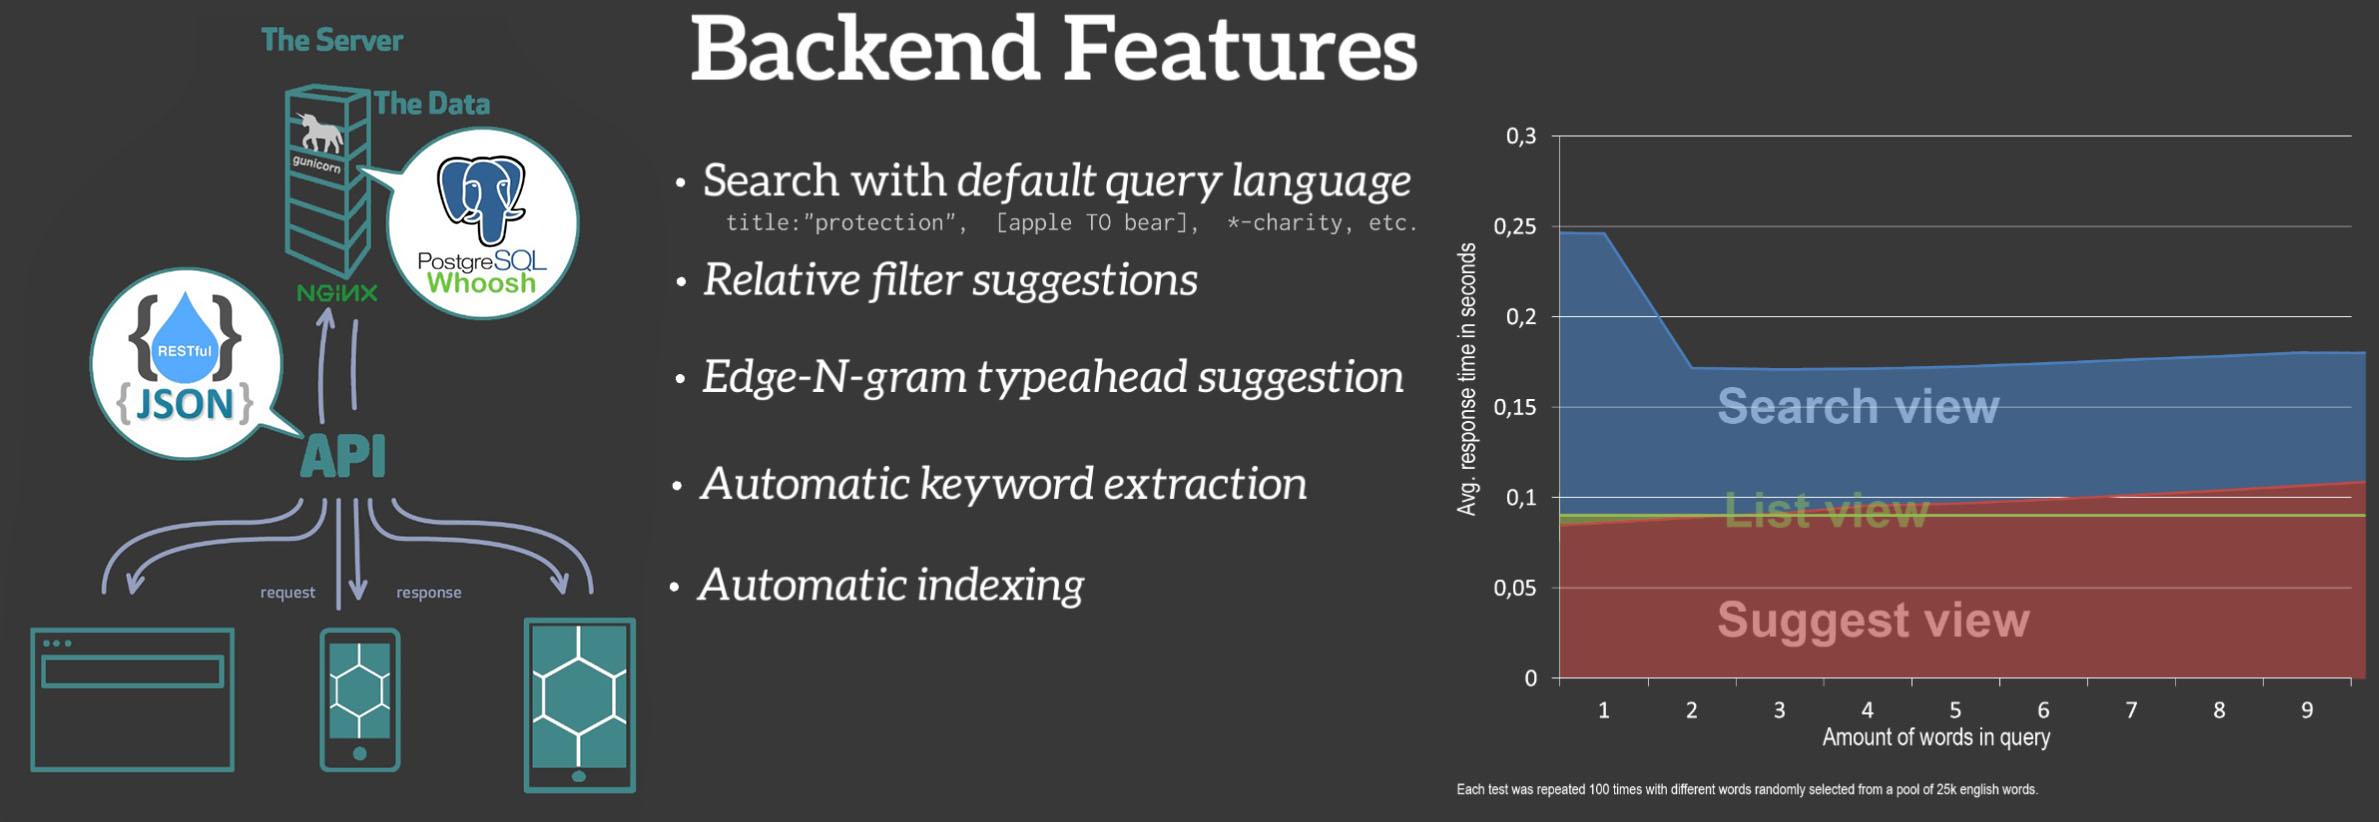 The Server
The Data
gunicorn
PostgreSQL
Whoosh
NGINX
{ }
RESTful
{JSON}
API
request
response
Backend Features
• Search with default query language
title:"protection", [apple TO bear], *-charity, etc.
• Relative filter suggestions
• Edge-N-gram typeahead suggestion
• Automatic keyword extraction
• Automatic indexing
Avg. response time in seconds
0,3
0,25
0,2
0,15
0,1
0,05
0
Search view
List view
Suggest view
1 2 3 4 5 6 7 8 9
Amount of words in query
Each test was repeated 100 times with different words randomly selected from a pool of 25k english words.